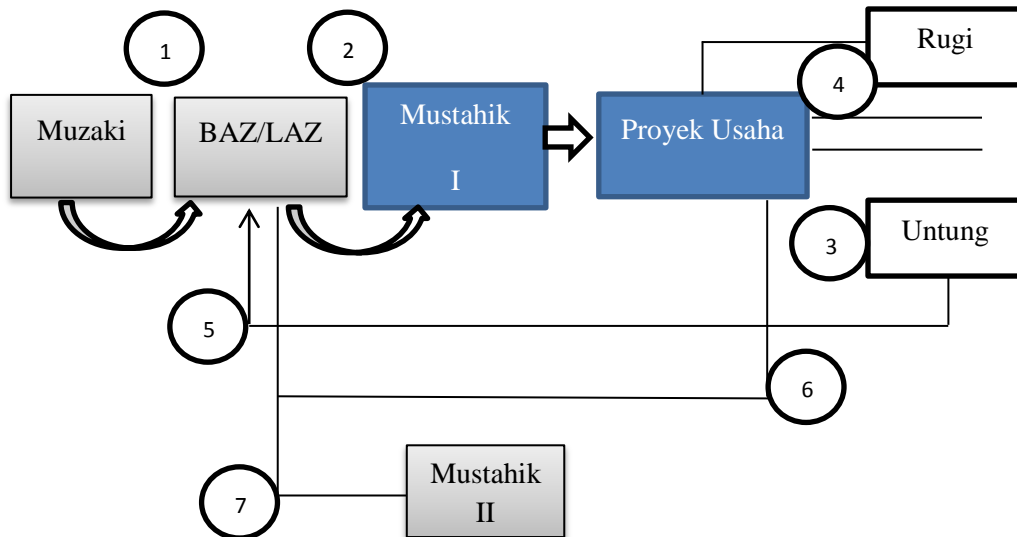 1
2
Rugi
4
Muzaki
BAZ/LAZ
Mustahik
I
Proyek Usaha
3
Untung
5
6
7
Mustahik
II